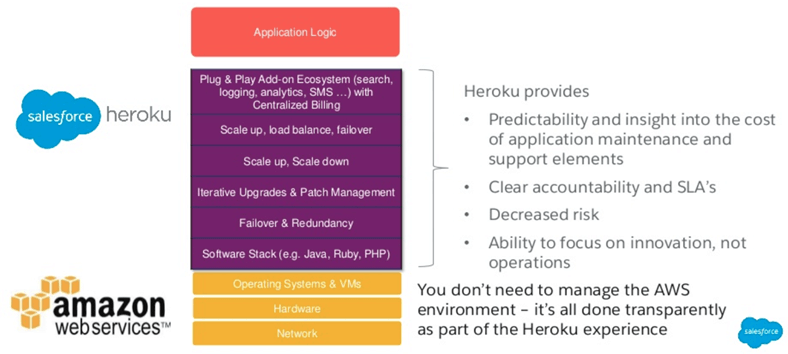 Application Logic
salesforce heroku
Plug & Play Add-on Ecosystem (search,
logging, analytics, SMS ...) with
Centralized Billing
Scale up, load balance, failover
Scale up, Scale down
Iterative Upgrades & Patch Management
Failover & Redundancy
Software Stack (e.g. Java, Ruby, PHP)
Heroku provides
• Predictability and insight into the cost
of application maintenance and
support elements
• Clear accountability and SLA's
• Decreased risk
• Ability to focus on innovation, not
operations
amazon
webservices™
Operating Systems & VMs
Hardware
Network
You don't need to manage the AWS
environment – it's all done transparently
as part of the Heroku experience
salesforce